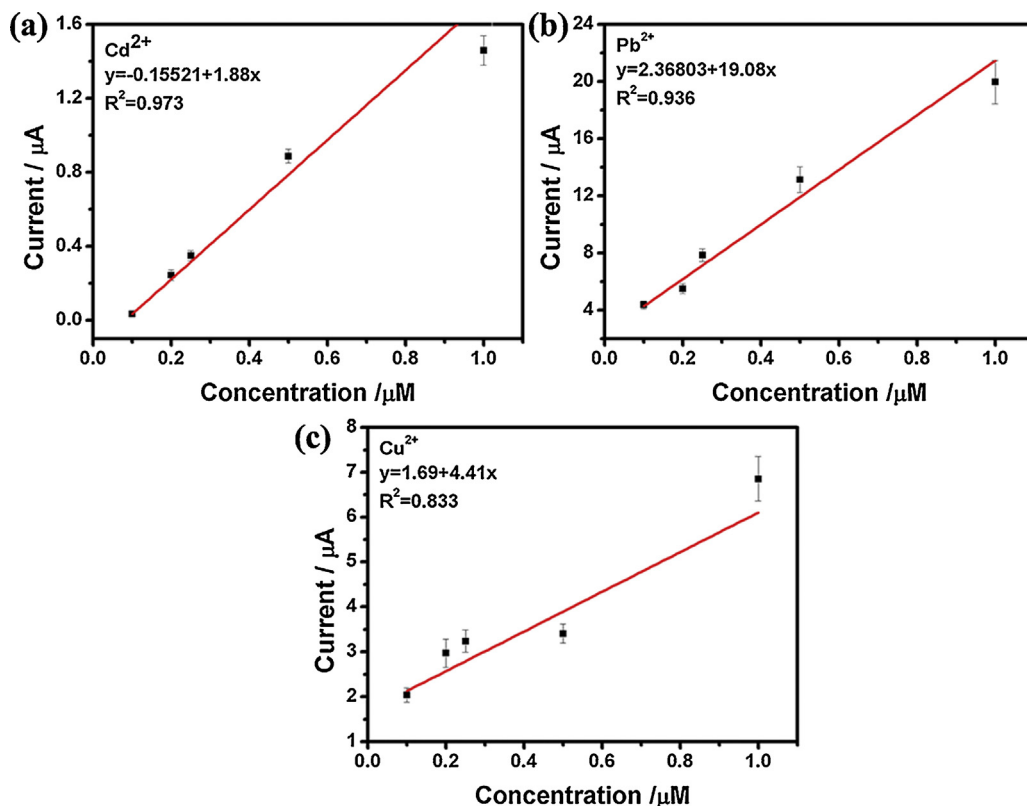 (a)
Cd2+
y=-0.15521+1.88x
R2=0.973
1.6
1.2
0.8
0.4
0.0
Current / μA
0.0 0.2 0.4 0.6 0.8 1.0
Concentration /μM
(b)
Pb2+
y=2.36803+19.08x
R2=0.936
24
20
16
12
8
4
Current / μA
0.0 0.2 0.4 0.6 0.8 1.0
Concentration /μM
(c)
Cu2+
y=1.69+4.41x
R2=0.833
8
7
6
5
4
3
2
1
Current / μA
0.0 0.2 0.4 0.6 0.8 1.0
Concentration /μM